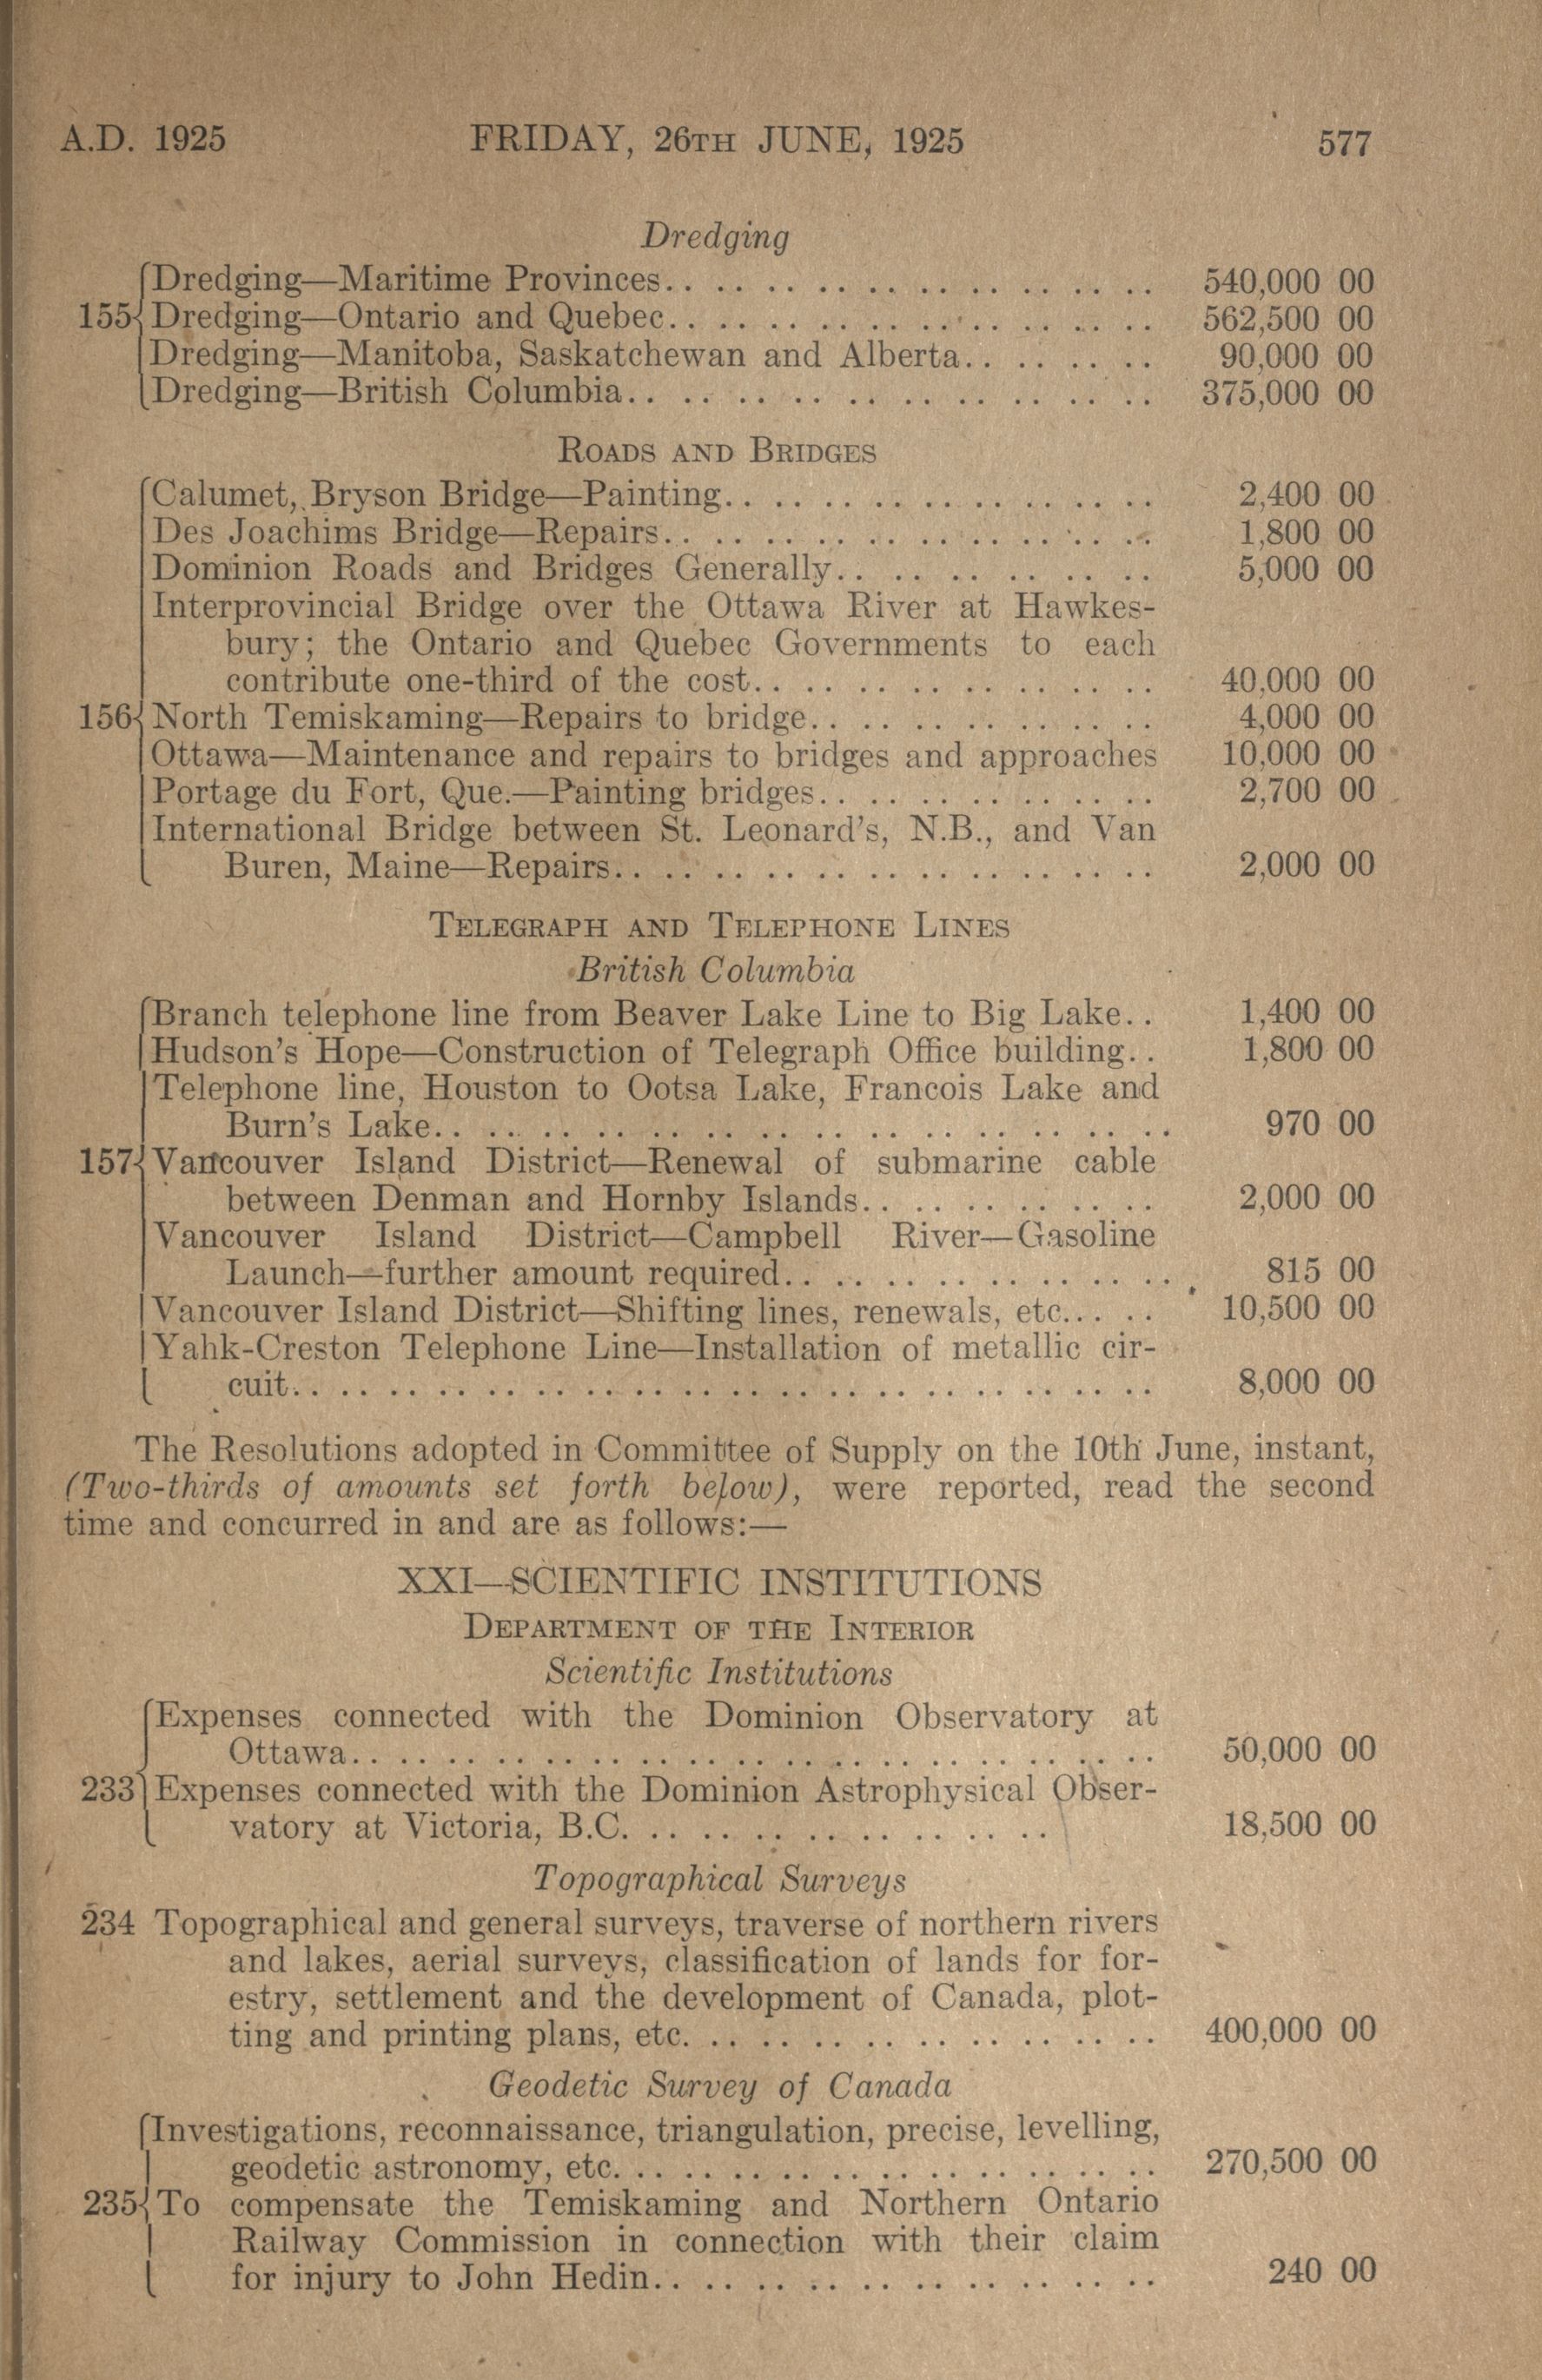 A.D. 1925 FRIDAY, 26TH JUNE, 1925 577
Dredging
Dredging—Maritime Provinces.. .. .. .. .. .. .. .. .. .. 540,000 00
155 Dredging—Ontario and Quebec.. .. .. .. .. .. .. .. .. .. 562,500 00
Dredging—Manitoba, Saskatchewan and Alberta.. .. .. .. 90,000 00
Dredging—British Columbia.. .. .. .. .. .. .. .. .. .. 375,000 00
ROADS AND BRIDGES
Calumet, Bryson Bridge—Painting.. .. .. .. .. .. .. .. .. 2,400 00
Des Joachims Bridge—Repairs.. .. .. .. .. .. .. .. .. .. 1,800 00
Dominion Roads and Bridges Generally.. .. .. .. .. .. .. 5,000 00
Interprovincial Bridge over the Ottawa River at Hawkes-
bury; the Ontario and Quebec Governments to each
contribute one-third of the cost.. .. .. .. .. .. .. .. 40,000 00
156 North Temiskaming—Repairs to bridge.. .. .. .. .. .. .. 4,000 00
Ottawa—Maintenance and repairs to bridges and approaches 10,000 00
Portage du Fort, Que.—Painting bridges.. .. .. .. .. .. .. 2,700 00
International Bridge between St. Leonard's, N.B., and Van
Buren, Maine—Repairs.. .. .. .. .. .. .. .. .. .. .. 2,000 00
TELEGRAPH AND TELEPHONE LINES
British Columbia
Branch telephone line from Beaver Lake Line to Big Lake.. 1,400 00
Hudson's Hope—Construction of Telegraph Office building.. 1,800 00
Telephone line, Houston to Ootsa Lake, Francois Lake and
Burn's Lake.. .. .. .. .. .. .. .. .. .. .. .. .. .. 970 00
157 Vancouver Island District—Renewal of submarine cable
between Denman and Hornby Islands.. .. .. .. .. .. 2,000 00
Vancouver Island District—Campbell River—Gasoline
Launch—further amount required.. .. .. .. .. .. .. .. 815 00
Vancouver Island District—Shifting lines, renewals, etc.. .. .. 10,500 00
Yahk-Creston Telephone Line—Installation of metallic cir-
cuit.. .. .. .. .. .. .. .. .. .. .. .. .. .. .. .. .. 8,000 00
The Resolutions adopted in Committee of Supply on the 10th June, instant,
(Two-thirds of amounts set forth below), were reported, read the second
time and concurred in and are as follows:—
XXI—SCIENTIFIC INSTITUTIONS
DEPARTMENT OF THE INTERIOR
Scientific Institutions
Expenses connected with the Dominion Observatory at
Ottawa.. .. .. .. .. .. .. .. .. .. .. .. .. .. .. .. 50,000 00
233 Expenses connected with the Dominion Astrophysical Obser-
vatory at Victoria, B.C. .. .. .. .. .. .. .. .. 18,500 00
Topographical Surveys
234 Topographical and general surveys, traverse of northern rivers
and lakes, aerial surveys, classification of lands for for-
estry, settlement and the development of Canada, plot-
ting and printing plans, etc. .. .. .. .. .. .. .. .. .. 400,000 00
Geodetic Survey of Canada
Investigations, reconnaissance, triangulation, precise, levelling,
geodetic astronomy, etc. .. .. .. .. .. .. .. .. .. .. 270,500 00
235 To compensate the Temiskaming and Northern Ontario
Railway Commission in connection with their claim
for injury to John Hedin.. .. .. .. .. .. .. .. .. .. 240 00